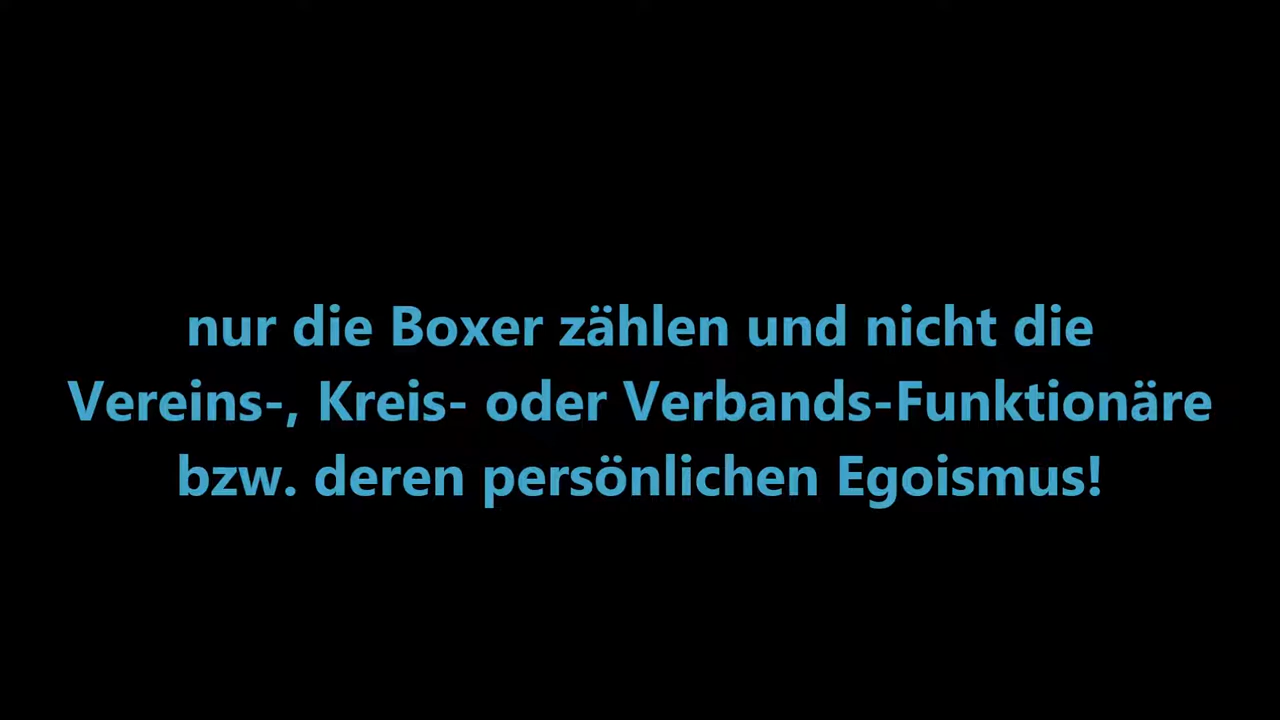 nur die Boxer zählen und nicht die
Vereins-, Kreis- oder Verbands-Funktionäre
bzw. deren persönlichen Egoismus!